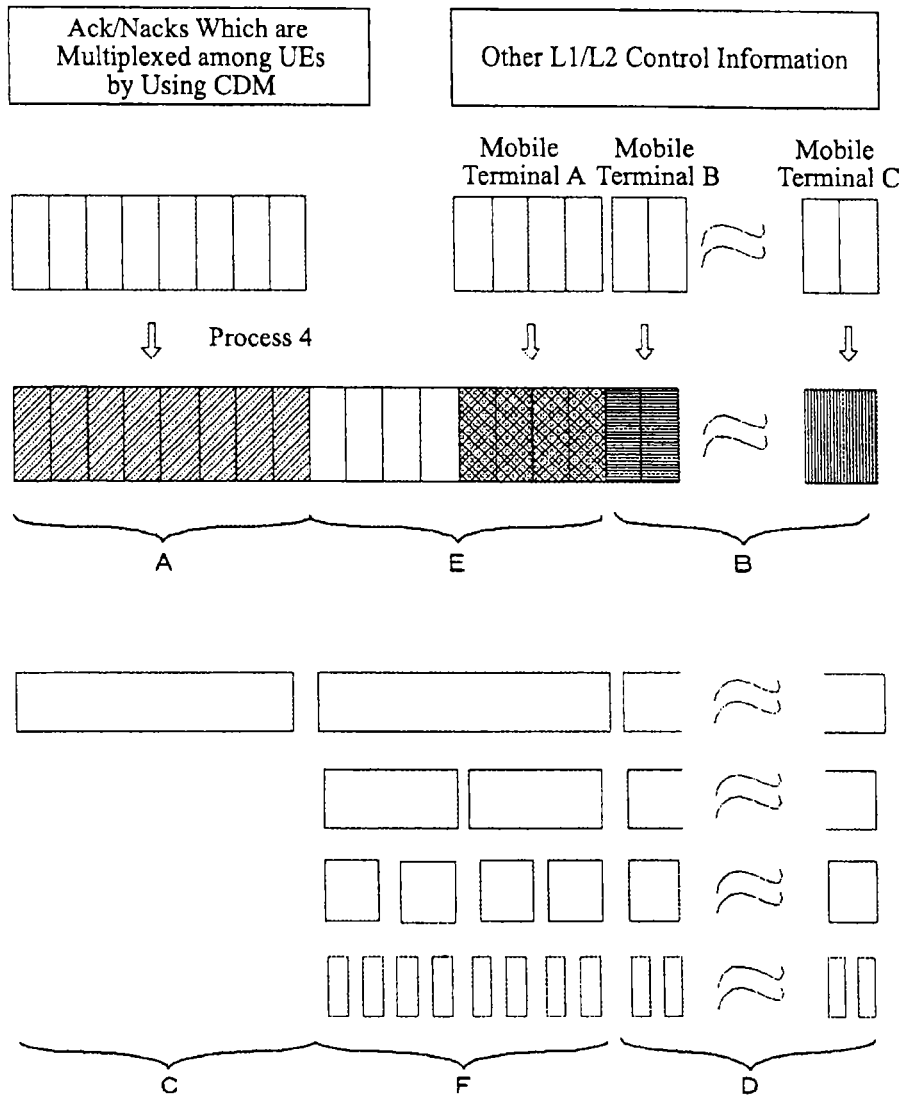 Ack/Nacks Which are
Multiplexed among UEs
by Using CDM
Other L1/L2 Control Information
Mobile
Terminal A
Mobile
Terminal B
Mobile
Terminal C
Process 4
A
E
B
C
F
D